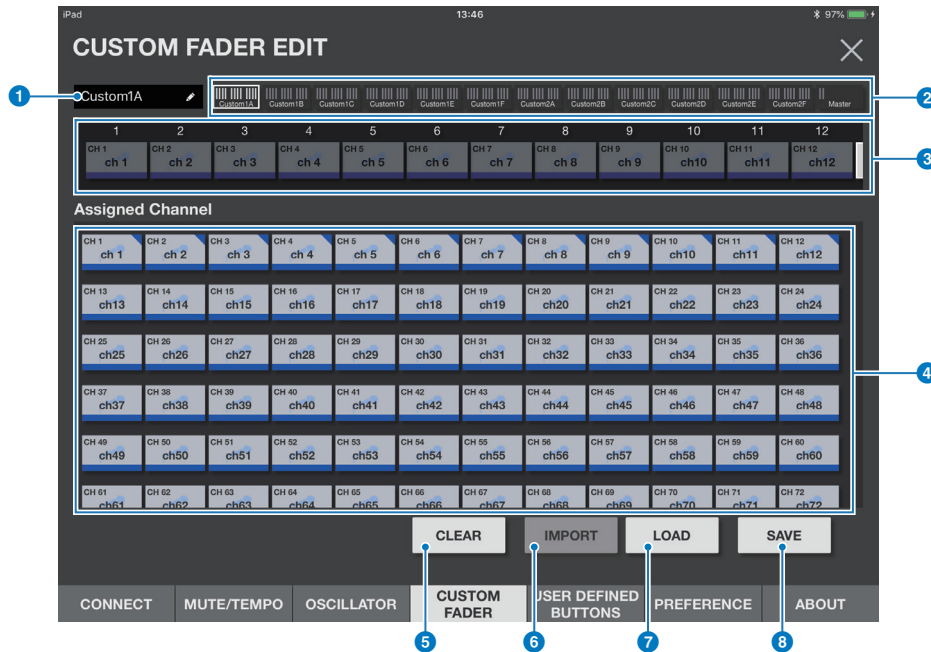 iPad 13:46 97%
CUSTOM FADER EDIT
1 Custom1A Custom1A Custom1B Custom1C Custom1D Custom1E Custom1F Custom2A Custom2B Custom2C Custom2D Custom2E Custom2F Master 2
1 2 3 4 5 6 7 8 9 10 11 12
CH 1 CH 2 CH 3 CH 4 CH 5 CH 6 CH 7 CH 8 CH 9 CH 10 CH 11 CH 12 3
ch 1 ch 2 ch 3 ch 4 ch 5 ch 6 ch 7 ch 8 ch 9 ch10 ch11 ch12
Assigned Channel
CH 1 CH 2 CH 3 CH 4 CH 5 CH 6 CH 7 CH 8 CH 9 CH 10 CH 11 CH 12
ch 1 ch 2 ch 3 ch 4 ch 5 ch 6 ch 7 ch 8 ch 9 ch10 ch11 ch12
CH 13 CH 14 CH 15 CH 16 CH 17 CH 18 CH 19 CH 20 CH 21 CH 22 CH 23 CH 24
ch13 ch14 ch15 ch16 ch17 ch18 ch19 ch20 ch21 ch22 ch23 ch24
CH 25 CH 26 CH 27 CH 28 CH 29 CH 30 CH 31 CH 32 CH 33 CH 34 CH 35 CH 36
ch25 ch26 ch27 ch28 ch29 ch30 ch31 ch32 ch33 ch34 ch35 ch36
4
CH 37 CH 38 CH 39 CH 40 CH 41 CH 42 CH 43 CH 44 CH 45 CH 46 CH 47 CH 48
ch37 ch38 ch39 ch40 ch41 ch42 ch43 ch44 ch45 ch46 ch47 ch48
CH 49 CH 50 CH 51 CH 52 CH 53 CH 54 CH 55 CH 56 CH 57 CH 58 CH 59 CH 60
ch49 ch50 ch51 ch52 ch53 ch54 ch55 ch56 ch57 ch58 ch59 ch60
CH 61 CH 62 CH 63 CH 64 CH 65 CH 66 CH 67 CH 68 CH 69 CH 70 CH 71 CH 72
ch61 ch62 ch63 ch64 ch65 ch66 ch67 ch68 ch69 ch70 ch71 ch72
CLEAR IMPORT LOAD SAVE
CONNECT MUTE/TEMPO OSCILLATOR CUSTOM FADER USER DEFINED BUTTONS PREFERENCE ABOUT
5 6 7 8